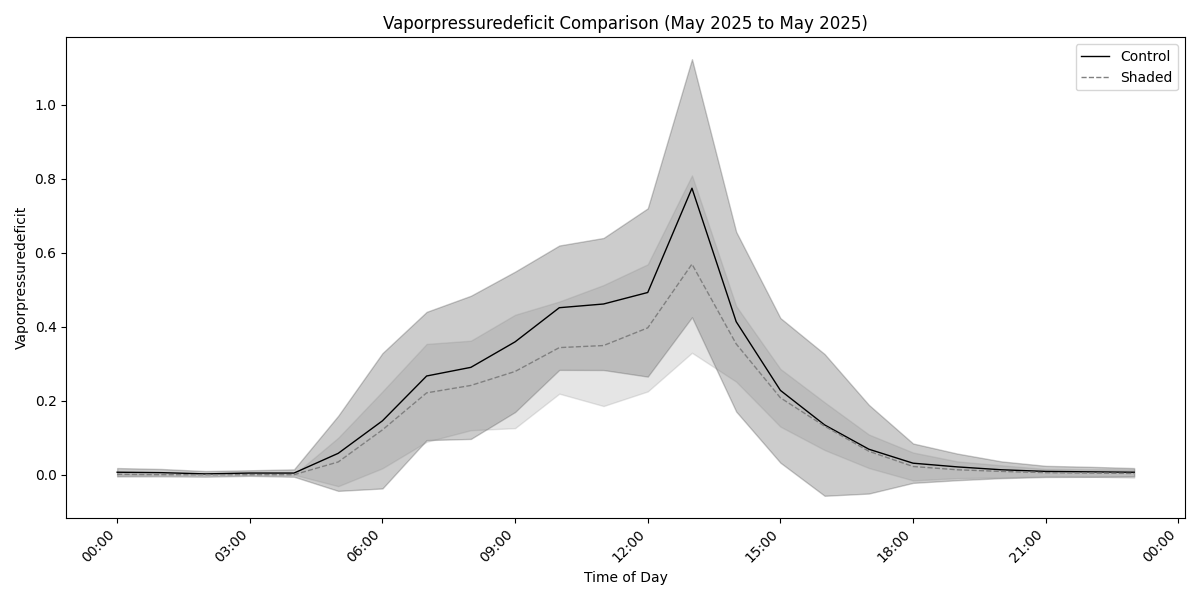 Vaporpressuredeficit Comparison (May 2025 to May 2025)
Control
Shaded
Vaporpressuredeficit
1.0
0.8
0.6
0.4
0.2
0.0
00:00 03:00 06:00 09:00 12:00 15:00 18:00 21:00 00:00
Time of Day